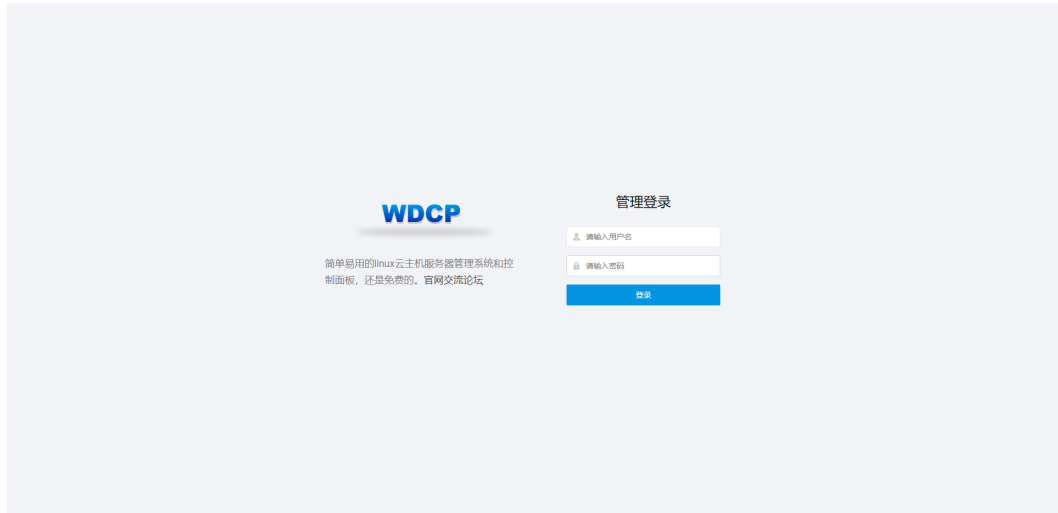 WDCP
简单易用的linux云主机服务器管理系统和控
制面板，还是免费的。官网交流论坛
管理登录
请输入用户名
请输入密码
登录